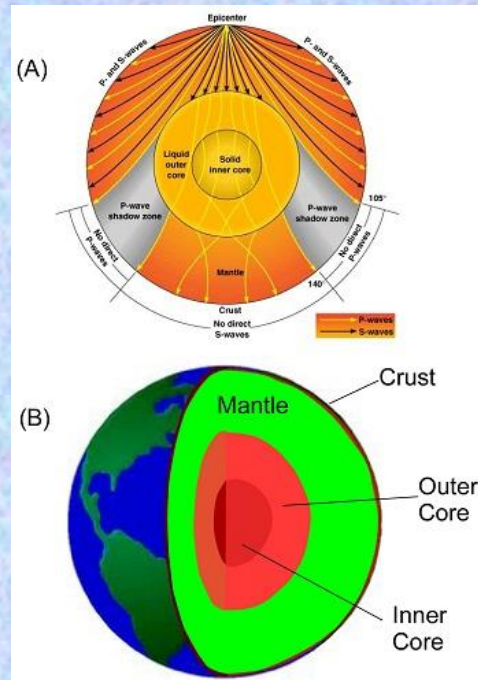 Epicenter
(A)
P- and S-waves
P- and S-waves
Liquid
outer
core
Solid
inner core
P-wave
shadow zone
P-wave
shadow zone
105°
No direct
P-waves
No direct
P-waves
Mantle
140
Crust
No direct
S-waves
P-waves
S-waves
(B)
Crust
Mantle
Outer
Core
Inner
Core